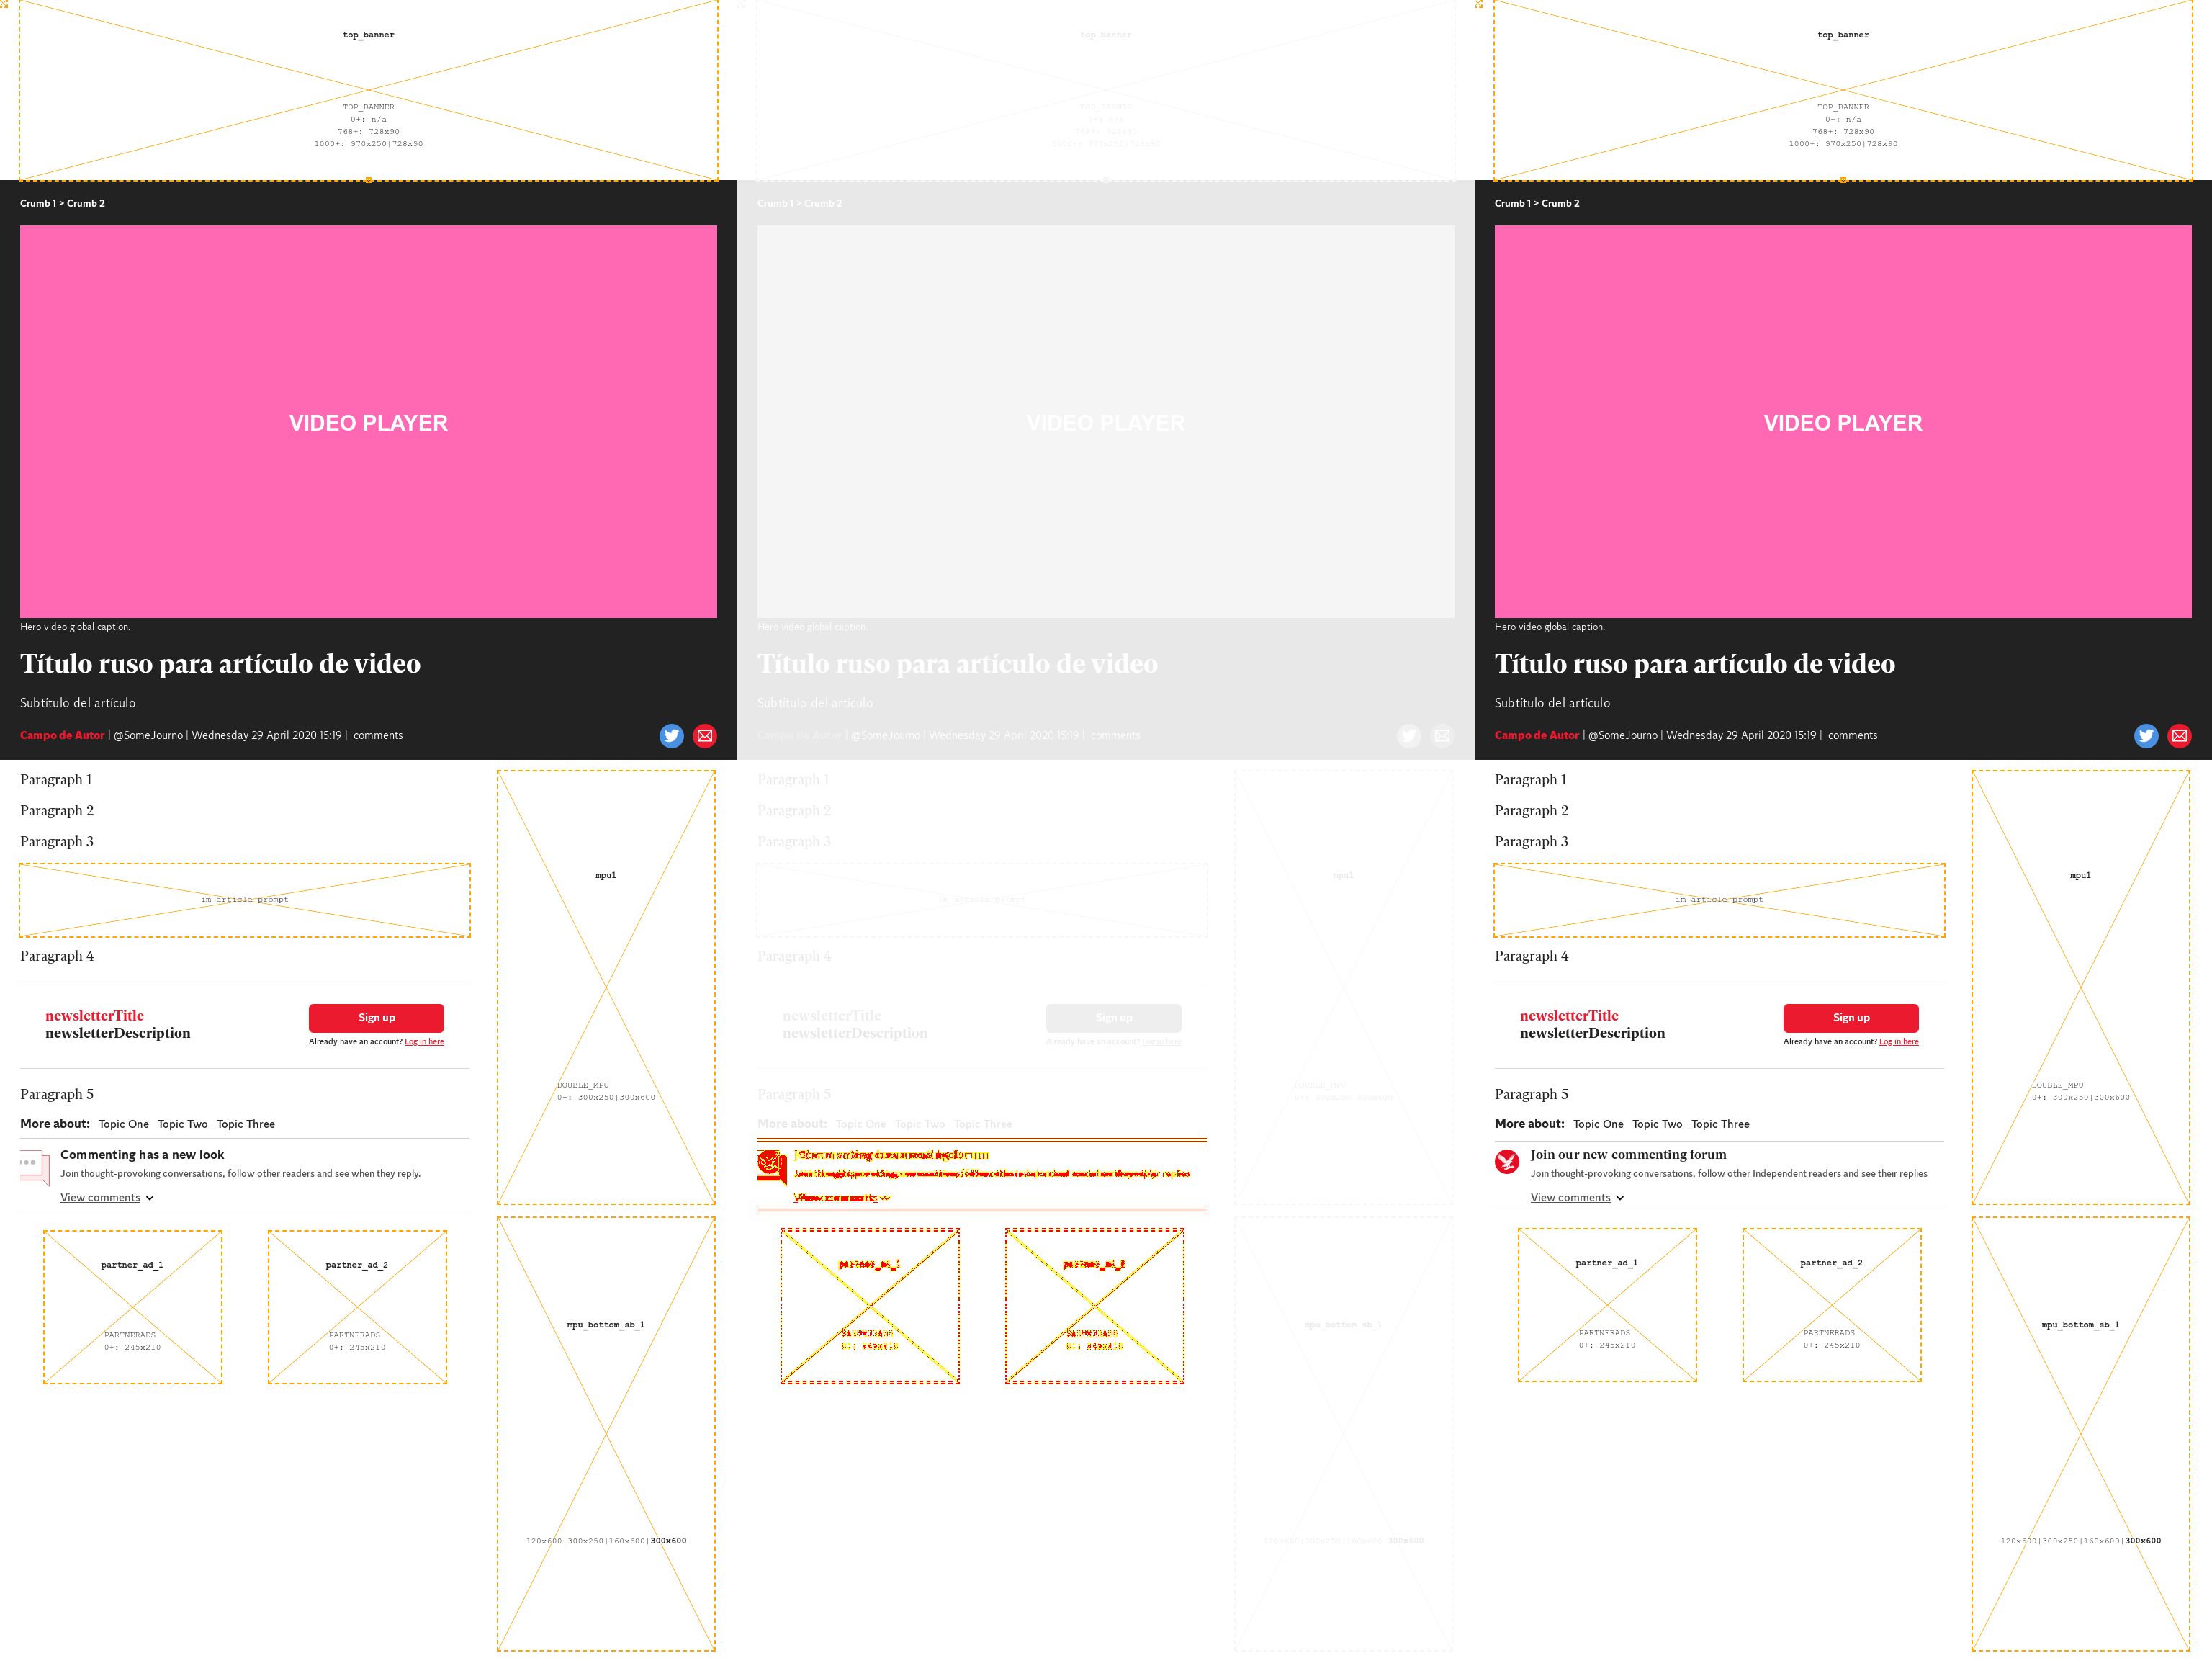 top_banner
TOP_BANNER
0+: n/a
768+: 728x90
1000+: 970x250|728x90
Crumb 1 > Crumb 2
VIDEO PLAYER
Hero video global caption.
Título ruso para artículo de video
Subtítulo del artículo
Campo de Autor | @SomeJourno | Wednesday 29 April 2020 15:19 | comments
Paragraph 1
Paragraph 2
Paragraph 3
im article prompt
Paragraph 4
newsletterTitle
newsletterDescription
Sign up
Already have an account? Log in here
Paragraph 5
More about: Topic One Topic Two Topic Three
Commenting has a new look
Join thought-provoking conversations, follow other readers and see when they reply.
View comments
partner_ad_1
PARTNERADS
0+: 245x210
partner_ad_2
PARTNERADS
0+: 245x210
mpu1
DOUBLE_MPU
0+: 300x250|300x600
mpu_bottom_sb_1
120x600|300x250|160x600|300x600
top_banner
TOP_BANNER
0+: n/a
768+: 728x90
1000+: 970x250|728x90
Crumb 1 > Crumb 2
VIDEO PLAYER
Hero video global caption.
Título ruso para artículo de video
Subtítulo del artículo
Campo de Autor | @SomeJourno | Wednesday 29 April 2020 15:19 | comments
Paragraph 1
Paragraph 2
Paragraph 3
im article prompt
Paragraph 4
newsletterTitle
newsletterDescription
Sign up
Already have an account? Log in here
Paragraph 5
More about: Topic One Topic Two Topic Three
mpu1
DOUBLE_MPU
0+: 300x250|300x600
mpu_bottom_sb_1
120x600|300x250|160x600|300x600
top_banner
TOP_BANNER
0+: n/a
768+: 728x90
1000+: 970x250|728x90
Crumb 1 > Crumb 2
VIDEO PLAYER
Hero video global caption.
Título ruso para artículo de video
Subtítulo del artículo
Campo de Autor | @SomeJourno | Wednesday 29 April 2020 15:19 | comments
Paragraph 1
Paragraph 2
Paragraph 3
im article prompt
Paragraph 4
newsletterTitle
newsletterDescription
Sign up
Already have an account? Log in here
Paragraph 5
More about: Topic One Topic Two Topic Three
Join our new commenting forum
Join thought-provoking conversations, follow other Independent readers and see their replies
View comments
partner_ad_1
PARTNERADS
0+: 245x210
partner_ad_2
PARTNERADS
0+: 245x210
mpu1
DOUBLE_MPU
0+: 300x250|300x600
mpu_bottom_sb_1
120x600|300x250|160x600|300x600